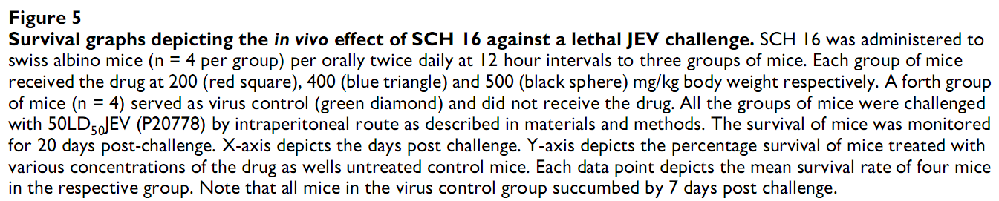 Figure 5
Survival graphs depicting the in vivo effect of SCH 16 against a lethal JEV challenge. SCH 16 was administered to
swiss albino mice (n = 4 per group) per orally twice daily at 12 hour intervals to three groups of mice. Each group of mice
received the drug at 200 (red square), 400 (blue triangle) and 500 (black sphere) mg/kg body weight respectively. A forth group
of mice (n = 4) served as virus control (green diamond) and did not receive the drug. All the groups of mice were challenged
with 50LD50JEV (P20778) by intraperitoneal route as described in materials and methods. The survival of mice was monitored
for 20 days post-challenge. X-axis depicts the days post challenge. Y-axis depicts the percentage survival of mice treated with
various concentrations of the drug as wells untreated control mice. Each data point depicts the mean survival rate of four mice
in the respective group. Note that all mice in the virus control group succumbed by 7 days post challenge.